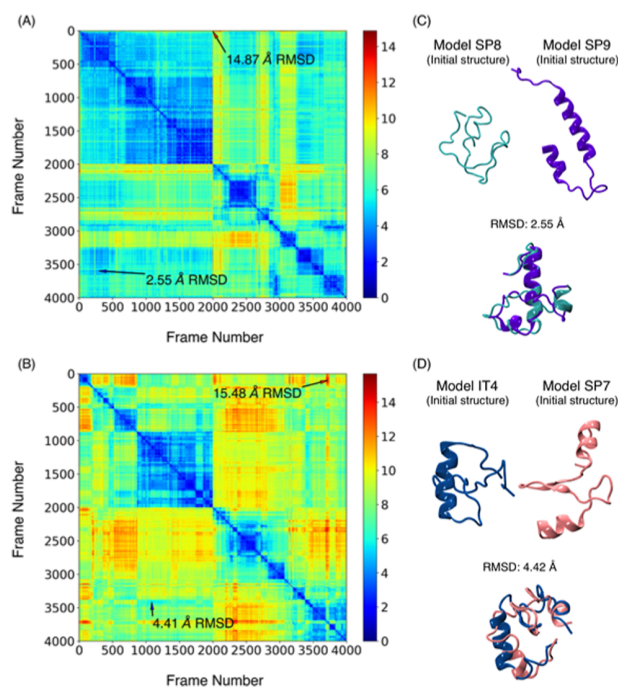 (A)
0
500
1000
1500
2000
2500
3000
3500
4000
Frame Number
14.87 Å RMSD
2.55 Å RMSD
0 500 1000 1500 2000 2500 3000 3500 4000
Frame Number
14
12
10
8
6
4
2
0
(B)
0
500
1000
1500
2000
2500
3000
3500
4000
Frame Number
15.48 Å RMSD
4.41 Å RMSD
0 500 1000 1500 2000 2500 3000 3500 4000
Frame Number
14
12
10
8
6
4
2
0
(C)
Model SP8 Model SP9
(Initial structure) (Initial structure)
RMSD: 2.55 Å
(D)
Model IT4 Model SP7
(Initial structure) (Initial structure)
RMSD: 4.42 Å